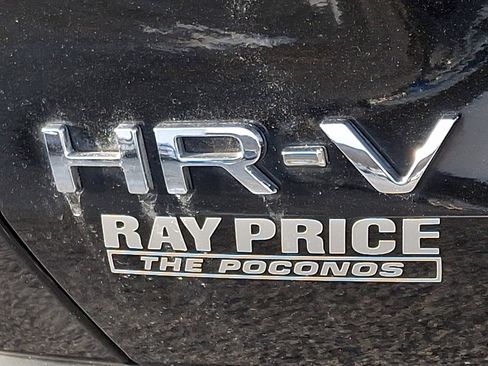 HR-V
RAY PRICE
THE POCONOS